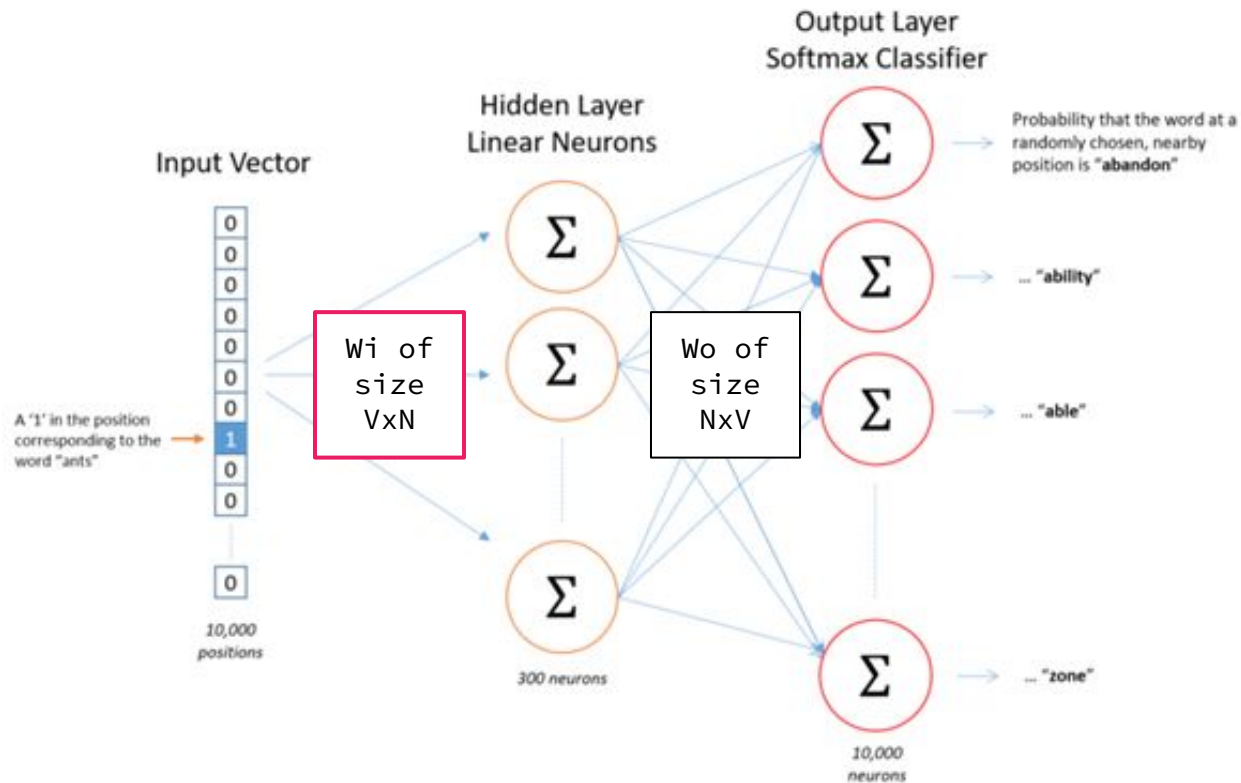 Output Layer
Softmax Classifier
Hidden Layer
Linear Neurons
Input Vector
0
0
0
0
0
0
0
1
0
0
0
A '1' in the position
corresponding to the
word "ants"
10,000
positions
Wi of
size
VxN
Σ
Σ
Σ
300 neurons
Wo of
size
NxV
Σ
Σ
Σ
Σ
10,000
neurons
Probability that the word at a
randomly chosen, nearby
position is "abandon"
... "ability"
... "able"
... "zone"